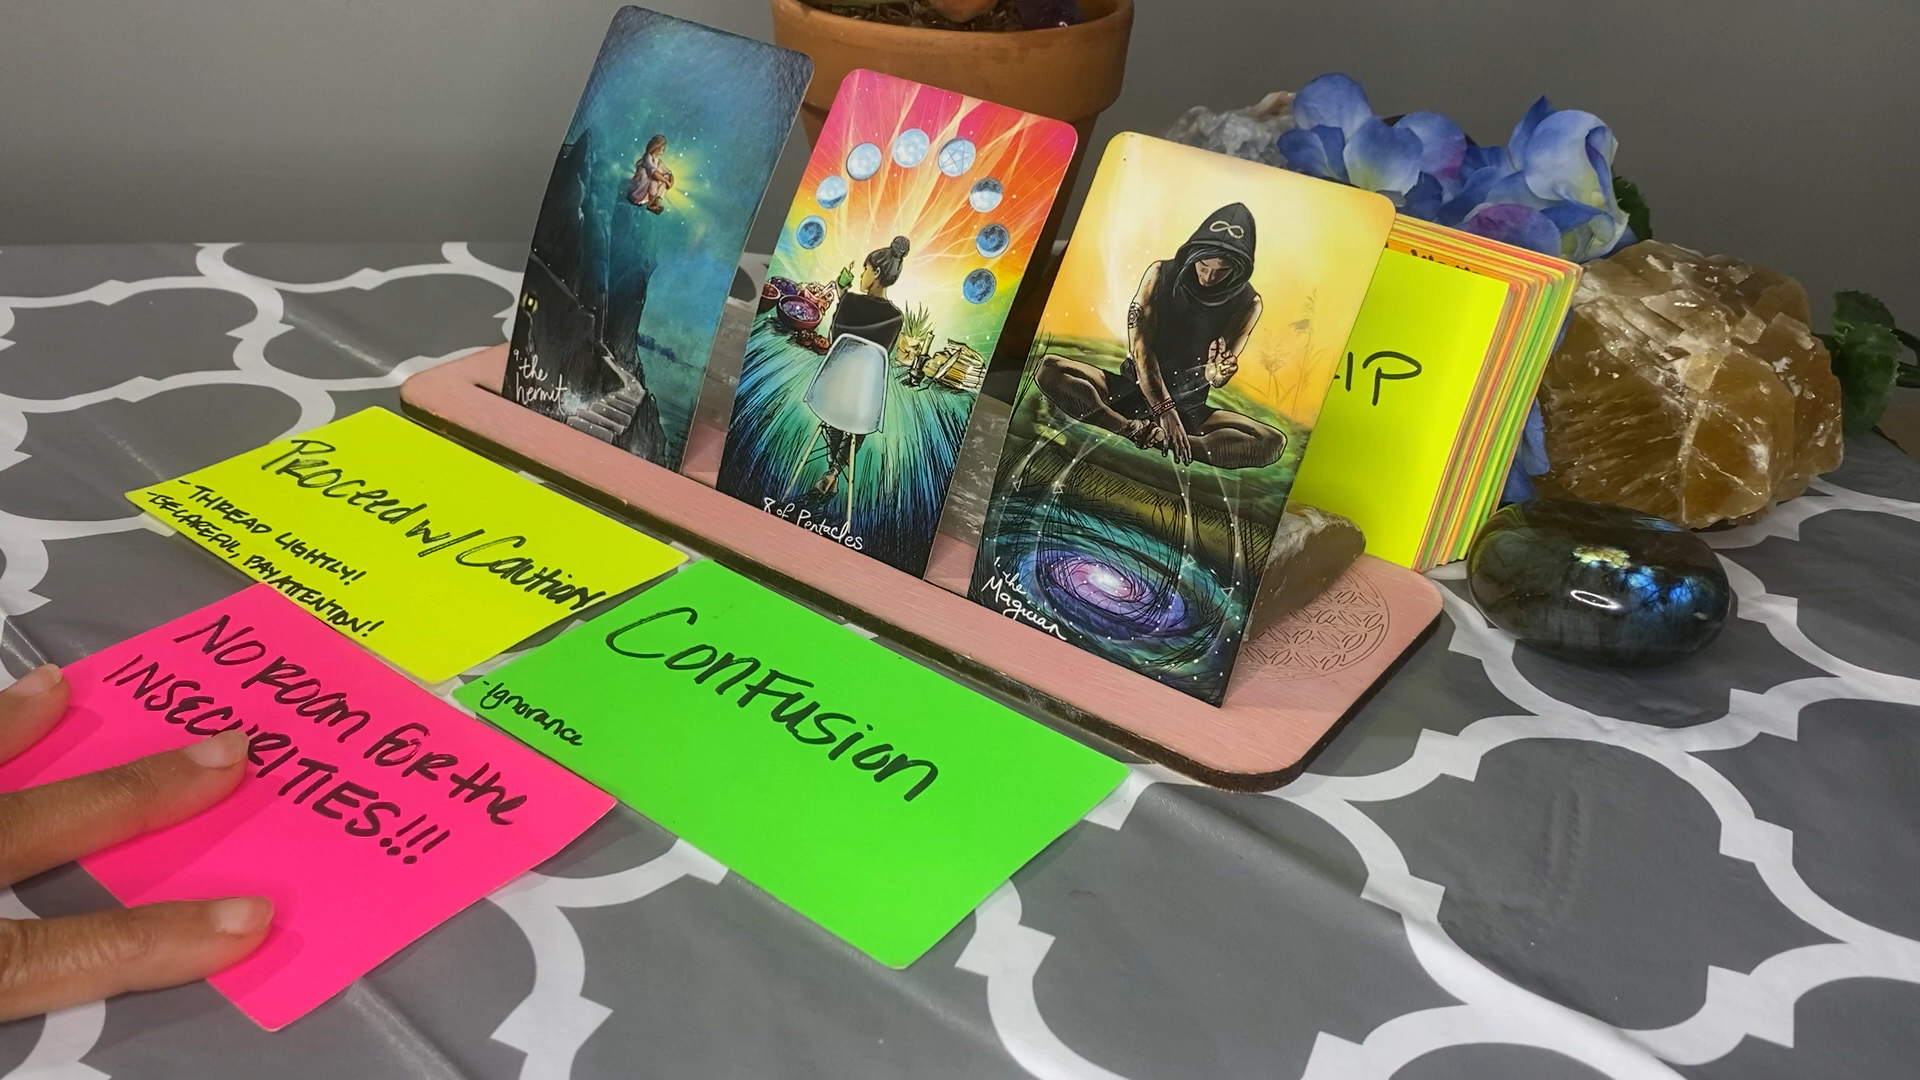 9. the
hermit
8 of Pentacles
1. the
Magician
IP
PROCEED w/ CAUTION
- THREAD LIGHTLY!
- BE CAREFUL, PAY ATTENTION!
NO ROOM FOR the
INSECURITIES!!!
CONFUSION
- Ignorance